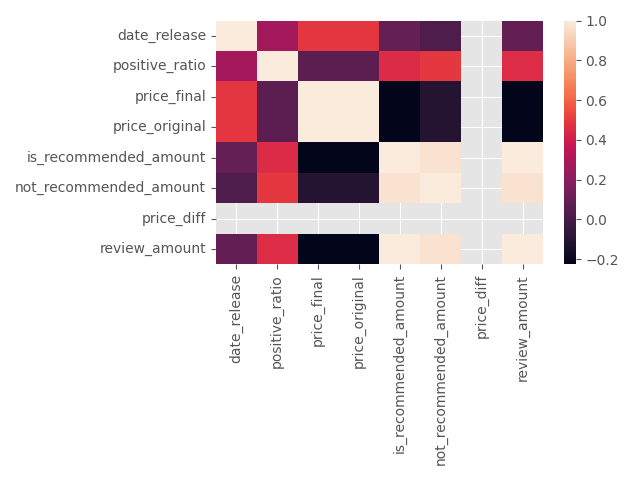 date_release
positive_ratio
price_final
price_original
is_recommended_amount
not_recommended_amount
price_diff
review_amount
date_release
positive_ratio
price_final
price_original
is_recommended_amount
not_recommended_amount
price_diff
review_amount
1.0
0.8
0.6
0.4
0.2
0.0
−0.2